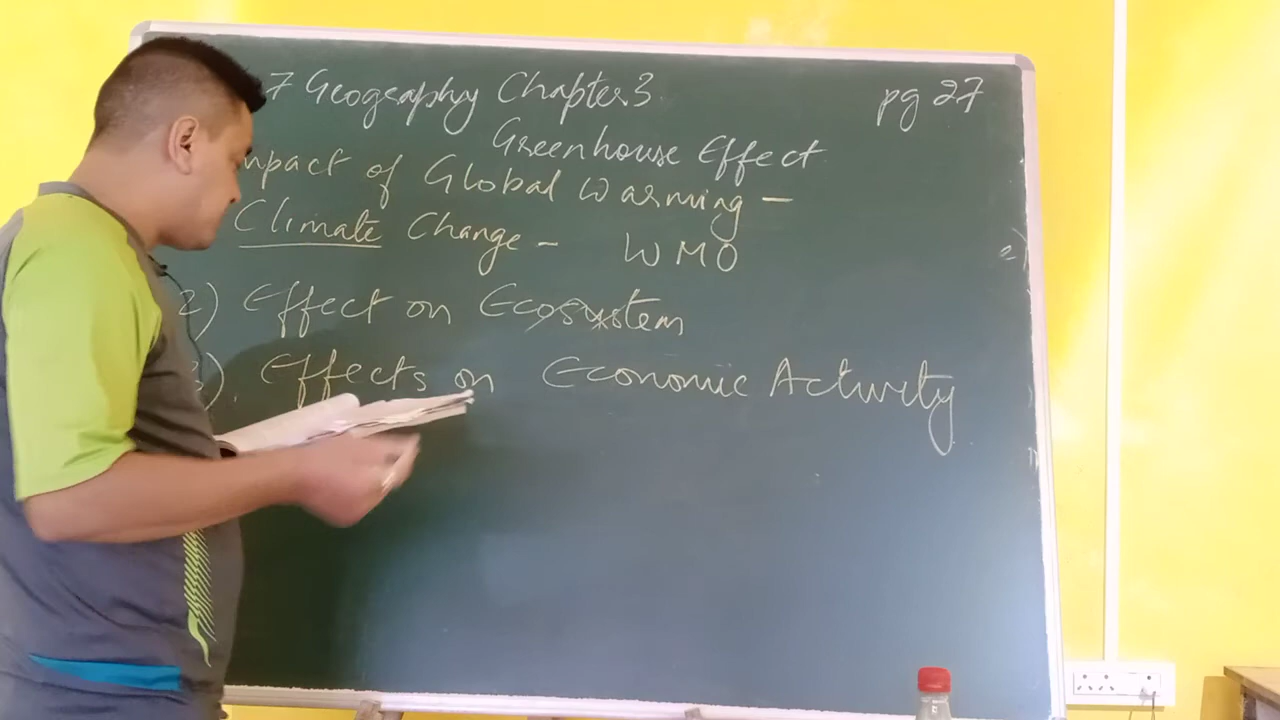 7 Geography Chapter 3 pg 27
Greenhouse Effect
mpact of Global Warming -
Climate Change - WMO
2) Effect on Ecosystem
3). Effects on Economic Activity